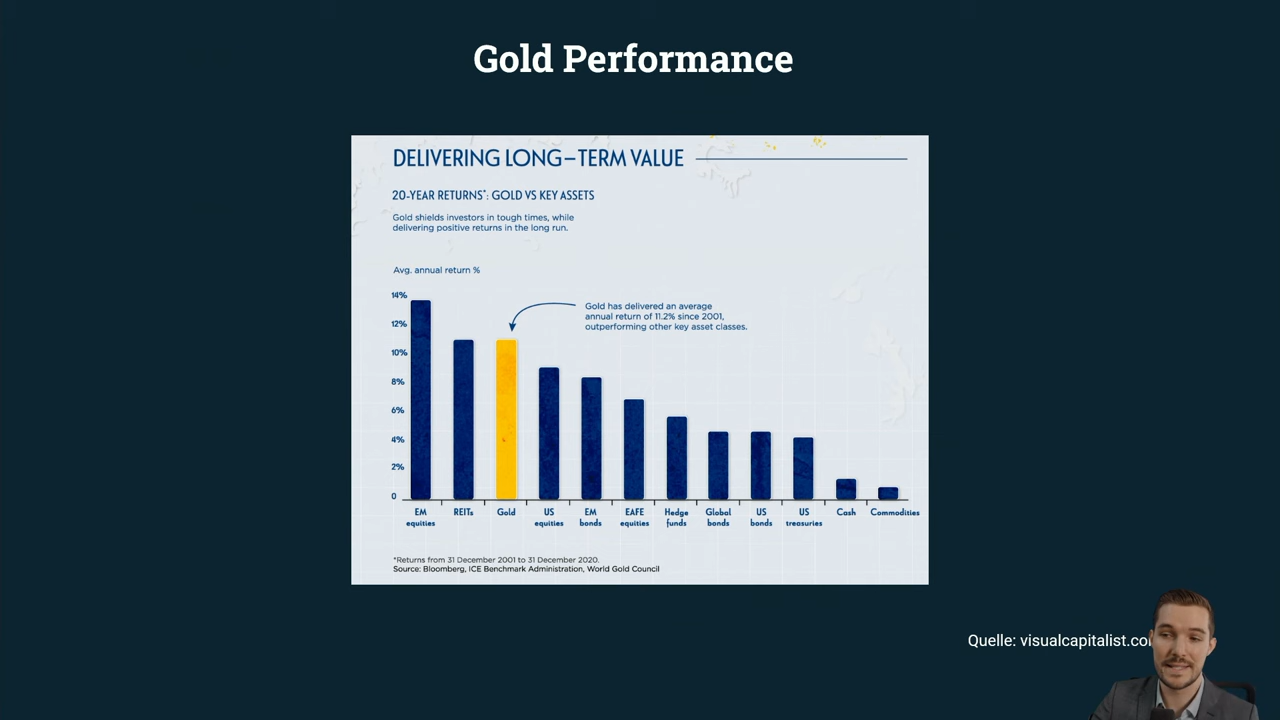 Gold Performance
DELIVERING LONG–TERM VALUE
20-YEAR RETURNS*: GOLD VS KEY ASSETS
Gold shields investors in tough times, while
delivering positive returns in the long run.
Avg. annual return %
Gold has delivered an average
annual return of 11.2% since 2001,
outperforming other key asset classes.
14%
12%
10%
8%
6%
4%
2%
0
EM equities
REITs
Gold
US equities
EM bonds
EAFE equities
Hedge funds
Global bonds
US bonds
US treasuries
Cash
Commodities
*Returns from 31 December 2001 to 31 December 2020.
Source: Bloomberg, ICE Benchmark Administration, World Gold Council
Quelle: